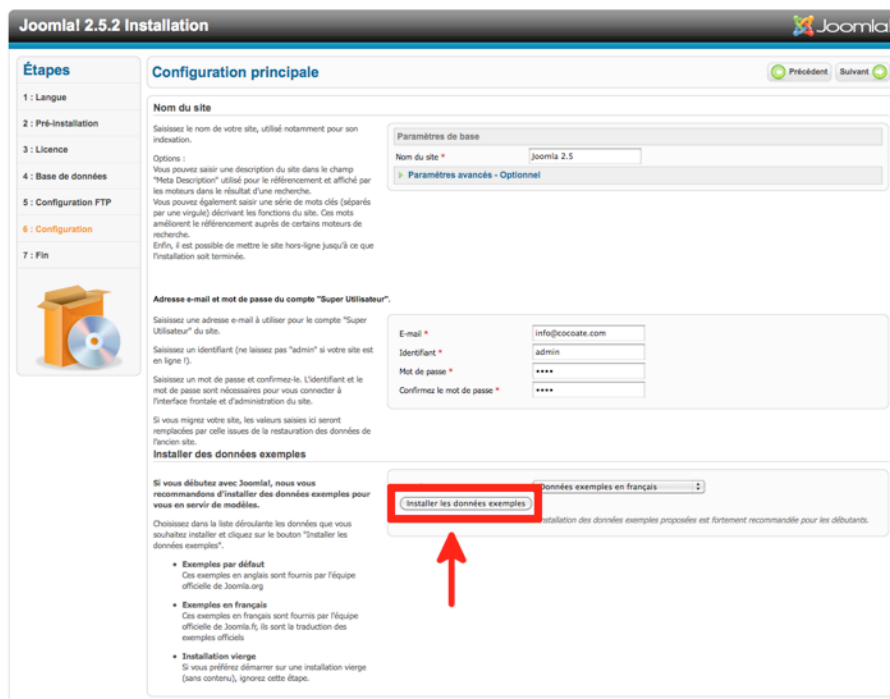 Joomla! 2.5.2 Installation
Joomla!
Étapes
1 : Langue
2 : Pré-installation
3 : Licence
4 : Base de données
5 : Configuration FTP
6 : Configuration
7 : Fin
Configuration principale
Précédent
Suivant
Nom du site
Saisissez le nom de votre site, utilisé notamment pour son
indexation.
Options :
Vous pouvez saisir une description du site dans le champ
"Meta Description" utilisé pour le référencement et affiché par
les moteurs dans le résultat d'une recherche.
Vous pouvez également saisir une série de mots clés (séparés
par une virgule) décrivant les fonctions du site. Ces mots
améliorent le référencement auprès de certains moteurs de
recherche.
Enfin, il est possible de mettre le site hors-ligne jusqu'à ce que
l'installation soit terminée.
Paramètres de base
Nom du site * Joomla 2.5
Paramètres avancés - Optionnel
Adresse e-mail et mot de passe du compte "Super Utilisateur".
Saisissez une adresse e-mail à utiliser pour le compte "Super
Utilisateur" du site.
Saisissez un identifiant (ne laissez pas "admin" si votre site est
en ligne !).
Saisissez un mot de passe et confirmez-le. L'identifiant et le
mot de passe sont nécessaires pour vous connecter à
l'interface frontale et d'administration du site.
Si vous migrez votre site, les valeurs saisies ici seront
remplacées par celle issues de la restauration des données de
l'ancien site.
E-mail * info@cocoate.com
Identifiant * admin
Mot de passe * ••••
Confirmez le mot de passe * ••••
Installer des données exemples
Si vous débutez avec Joomla!, nous vous
recommandons d'installer des données exemples pour
vous en servir de modèles.
Choisissez dans la liste déroulante les données que vous
souhaitez installer et cliquez sur le bouton "Installer les
données exemples".
• Exemples par défaut
Ces exemples en anglais sont fournis par l'équipe
officielle de Joomla.org
• Exemples en français
Ces exemples en français sont fournis par l'équipe
officielle de Joomla.fr, ils sont la traduction des
exemples officiels
• Installation vierge
Si vous préférez démarrer sur une installation vierge
(sans contenu), ignorez cette étape.
Données exemples en français
Installer les données exemples
installation des données exemples proposées est fortement recommandée pour les débutants.